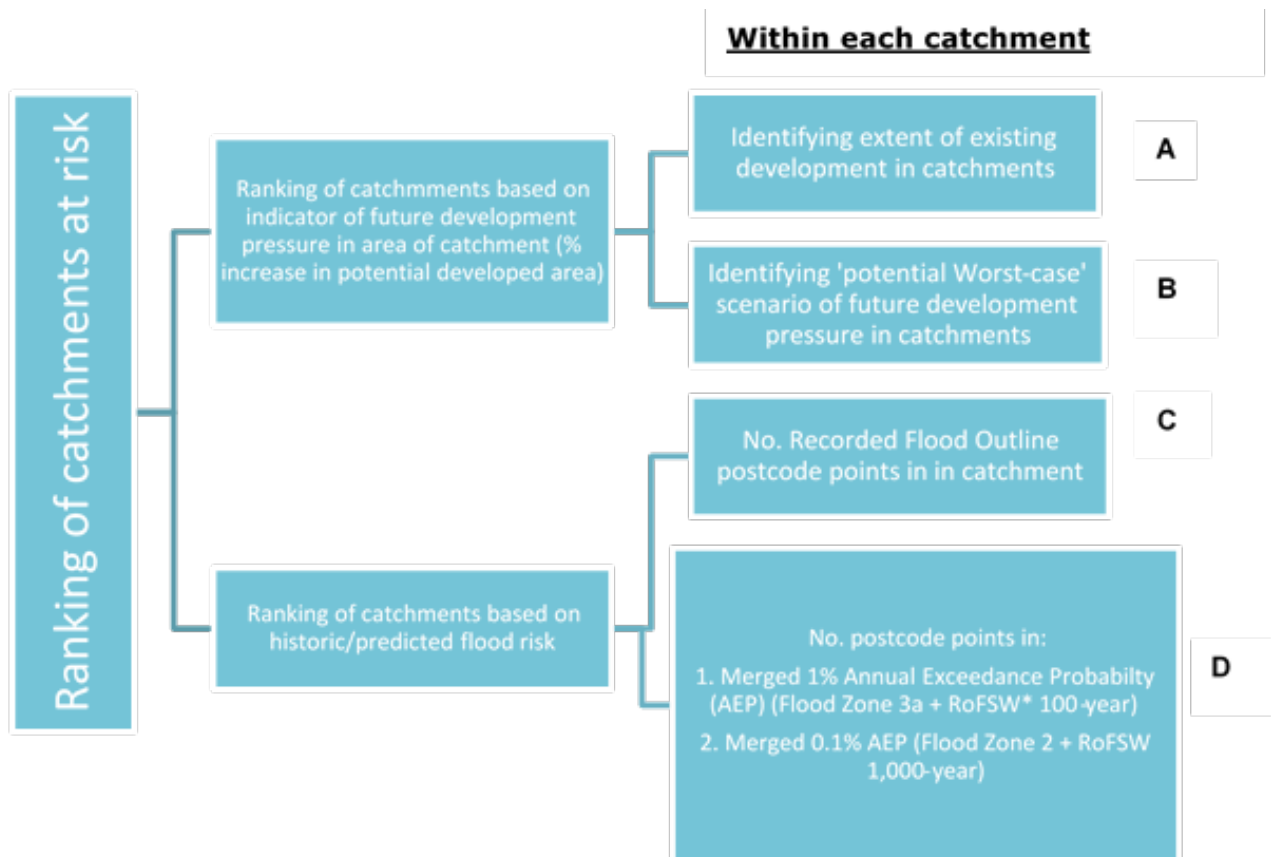 Within each catchment
Ranking of catchments at risk
Ranking of catchmments based on
indicator of future development
pressure in area of catchment (%
increase in potential developed area)
Identifying extent of existing
development in catchments
A
Identifying 'potential Worst-case'
scenario of future development
pressure in catchments
B
Ranking of catchments based on
historic/predicted flood risk
No. Recorded Flood Outline
postcode points in in catchment
C
No. postcode points in:
1. Merged 1% Annual Exceedance Probabilty
(AEP) (Flood Zone 3a + RoFSW* 100-year)
2. Merged 0.1% AEP (Flood Zone 2 + RoFSW
1,000-year)
D